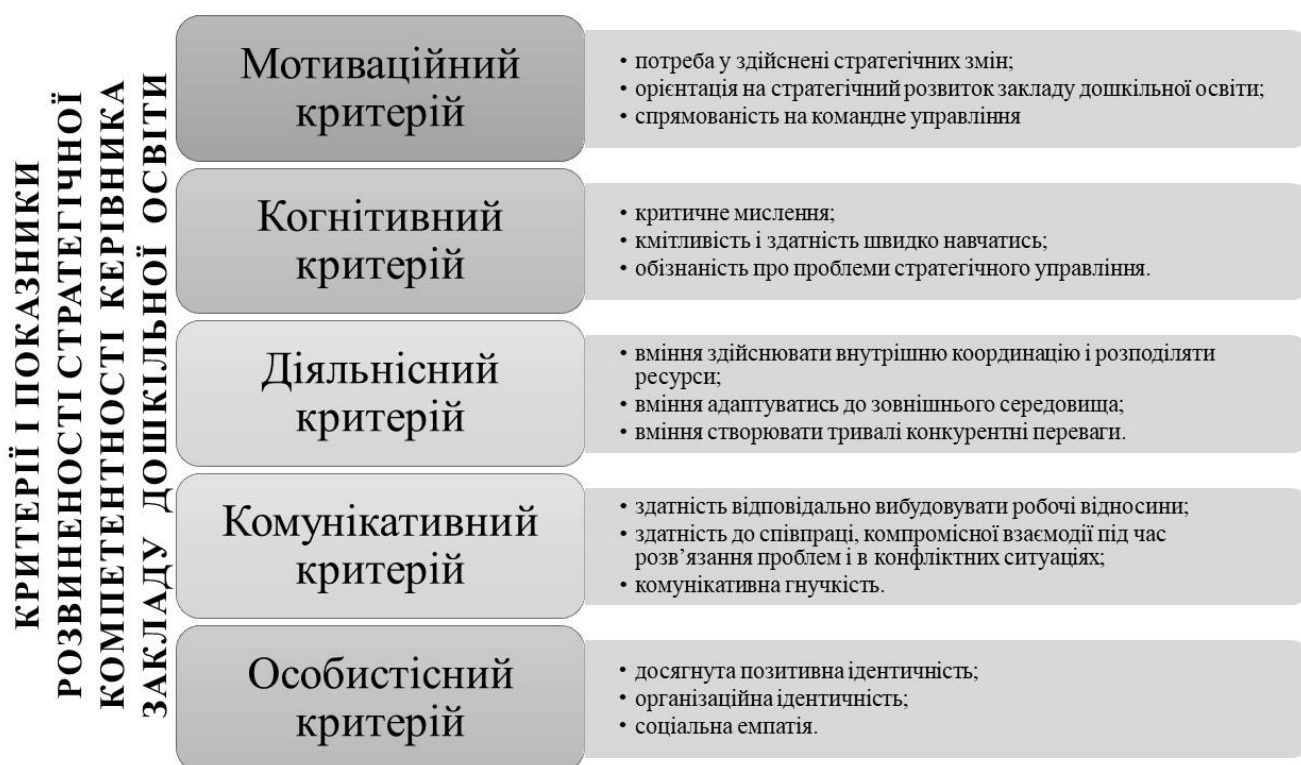 КРИТЕРІЇ І ПОКАЗНИКИ
РОЗВИНЕНОСТІ СТРАТЕГІЧНОЇ
КОМПЕТЕНТНОСТІ КЕРІВНИКА
ЗАКЛАДУ ДОШКІЛЬНОЇ ОСВІТИ
Мотиваційний
критерій
• потреба у здійснені стратегічних змін;
• орієнтація на стратегічний розвиток закладу дошкільної освіти;
• спрямованість на командне управління
Когнітивний
критерій
• критичне мислення;
• кмітливість і здатність швидко навчатись;
• обізнаність про проблеми стратегічного управління.
Діяльнісний
критерій
• вміння здійснювати внутрішню координацію і розподіляти
ресурси;
• вміння адаптуватись до зовнішнього середовища;
• вміння створювати тривалі конкурентні переваги.
Комунікативний
критерій
• здатність відповідально вибудовувати робочі відносини;
• здатність до співпраці, компромісної взаємодії під час
розв’язання проблем і в конфліктних ситуаціях;
• комунікативна гнучкість.
Особистісний
критерій
• досягнута позитивна ідентичність;
• організаційна ідентичність;
• соціальна емпатія.